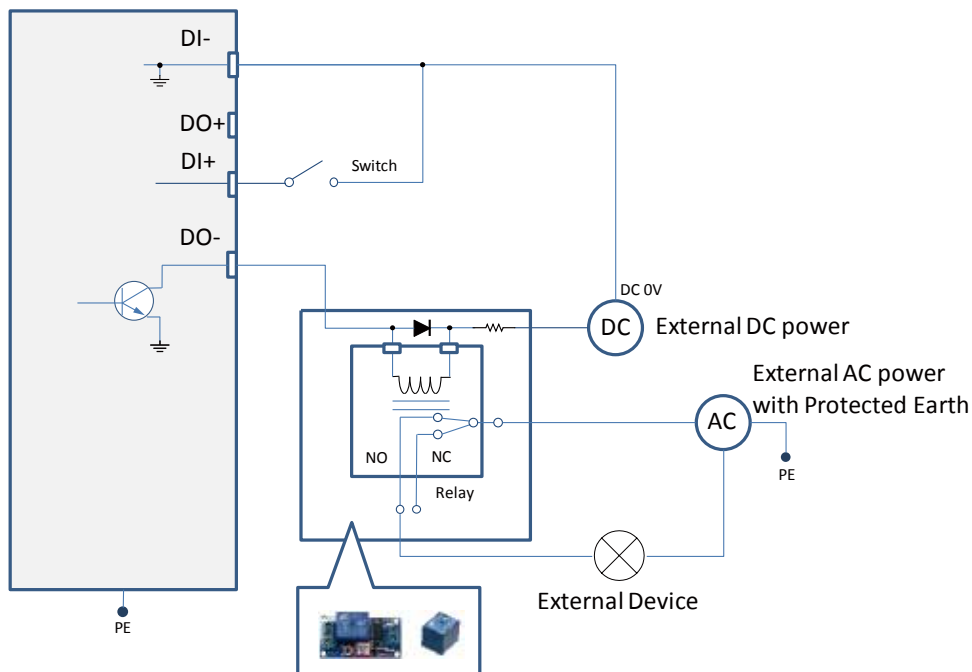 DI-
DO+
DI+
Switch
DO-
DC 0V
DC
External DC power
External AC power
with Protected Earth
AC
NO
NC
PE
Relay
External Device
PE